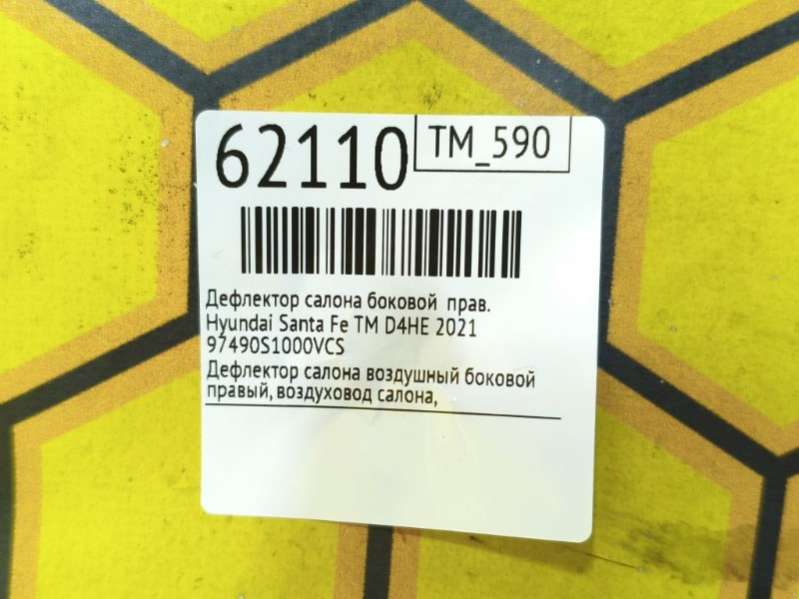 62110
TM_590
Дефлектор салона боковой прав.
Hyundai Santa Fe TM D4HE 2021
97490S1000VCS
Дефлектор салона воздушный боковой
правый, воздуховод салона,